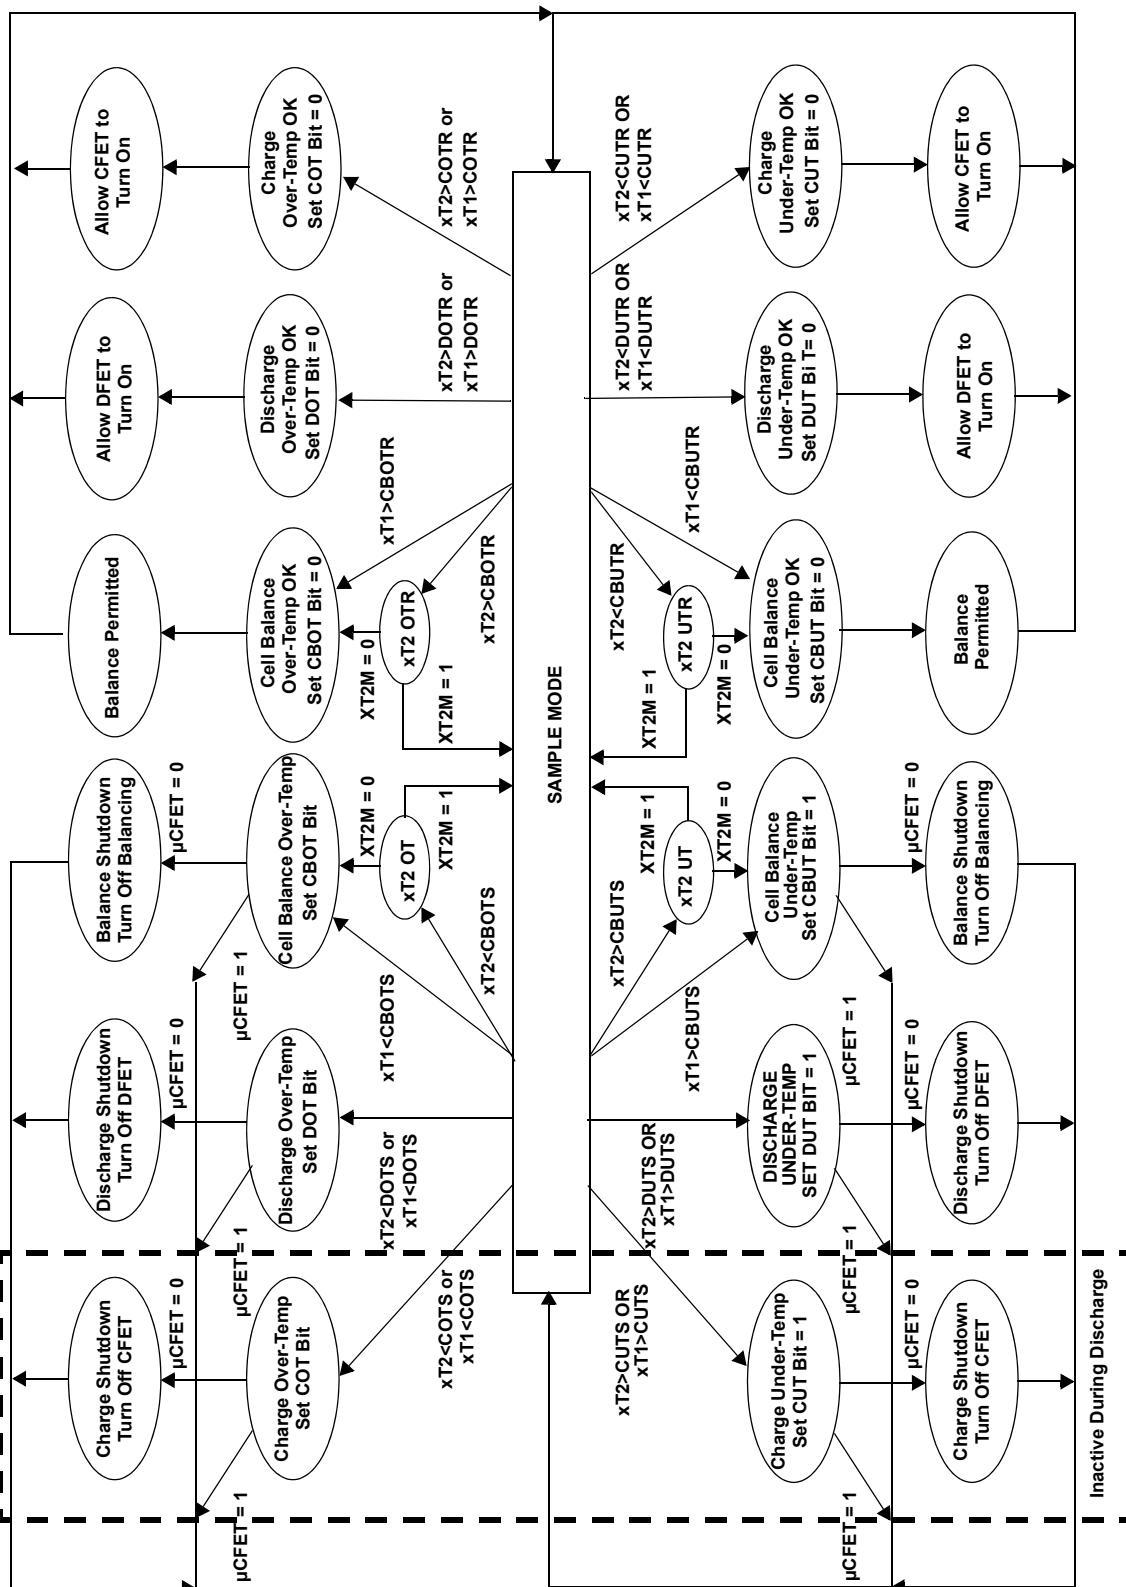 Charge Shutdown
Turn Off CFET
Discharge Shutdown
Turn Off DFET
Balance Shutdown
Turn Off Balancing
Balance Permitted
Allow DFET to
Turn On
Allow CFET to
Turn On
µCFET = 0
µCFET = 0
µCFET = 0
µCFET = 1
µCFET = 1
µCFET = 1
Charge Over-Temp
Set COT Bit
Discharge Over-Temp
Set DOT Bit
Cell Balance Over-Temp
Set CBOT Bit
Cell Balance
Over-Temp OK
Set CBOT Bit = 0
Discharge
Over-Temp OK
Set DOT Bit = 0
Charge
Over-Temp OK
Set COT Bit = 0
XT2M = 0
XT2M = 0
xT2 OT
xT2 OTR
XT2M = 1
XT2M = 1
xT2<COTS or
xT1<COTS
xT2<DOTS or
xT1<DOTS
xT1<CBOTS
xT2<CBOTS
xT1>CBOTR
xT2>CBOTR
xT2>DOTR or
xT1>DOTR
xT2>COTR or
xT1>COTR
SAMPLE MODE
xT2>CUTS OR
xT1>CUTS
xT2>DUTS OR
xT1>DUTS
xT2>CBUTS
xT1>CBUTS
xT2<CBUTR
xT1<CBUTR
xT2<DUTR OR
xT1<DUTR
xT2<CUTR OR
xT1<CUTR
XT2M = 1
XT2M = 1
xT2 UT
xT2 UTR
XT2M = 0
XT2M = 0
Charge Under-Temp
Set CUT Bit = 1
DISCHARGE
UNDER-TEMP
SET DUT BIT = 1
Cell Balance
Under-Temp
Set CBUT Bit = 1
Cell Balance
Under-Temp OK
Set CBUT Bit = 0
Discharge
Under-Temp OK
Set DUT Bi T= 0
Charge
Under-Temp OK
Set CUT Bit = 0
µCFET = 1
µCFET = 1
µCFET = 1
µCFET = 0
µCFET = 0
µCFET = 0
Charge Shutdown
Turn Off CFET
Discharge Shutdown
Turn Off DFET
Balance Shutdown
Turn Off Balancing
Balance
Permitted
Allow DFET to
Turn On
Allow CFET to
Turn On
Inactive During Discharge